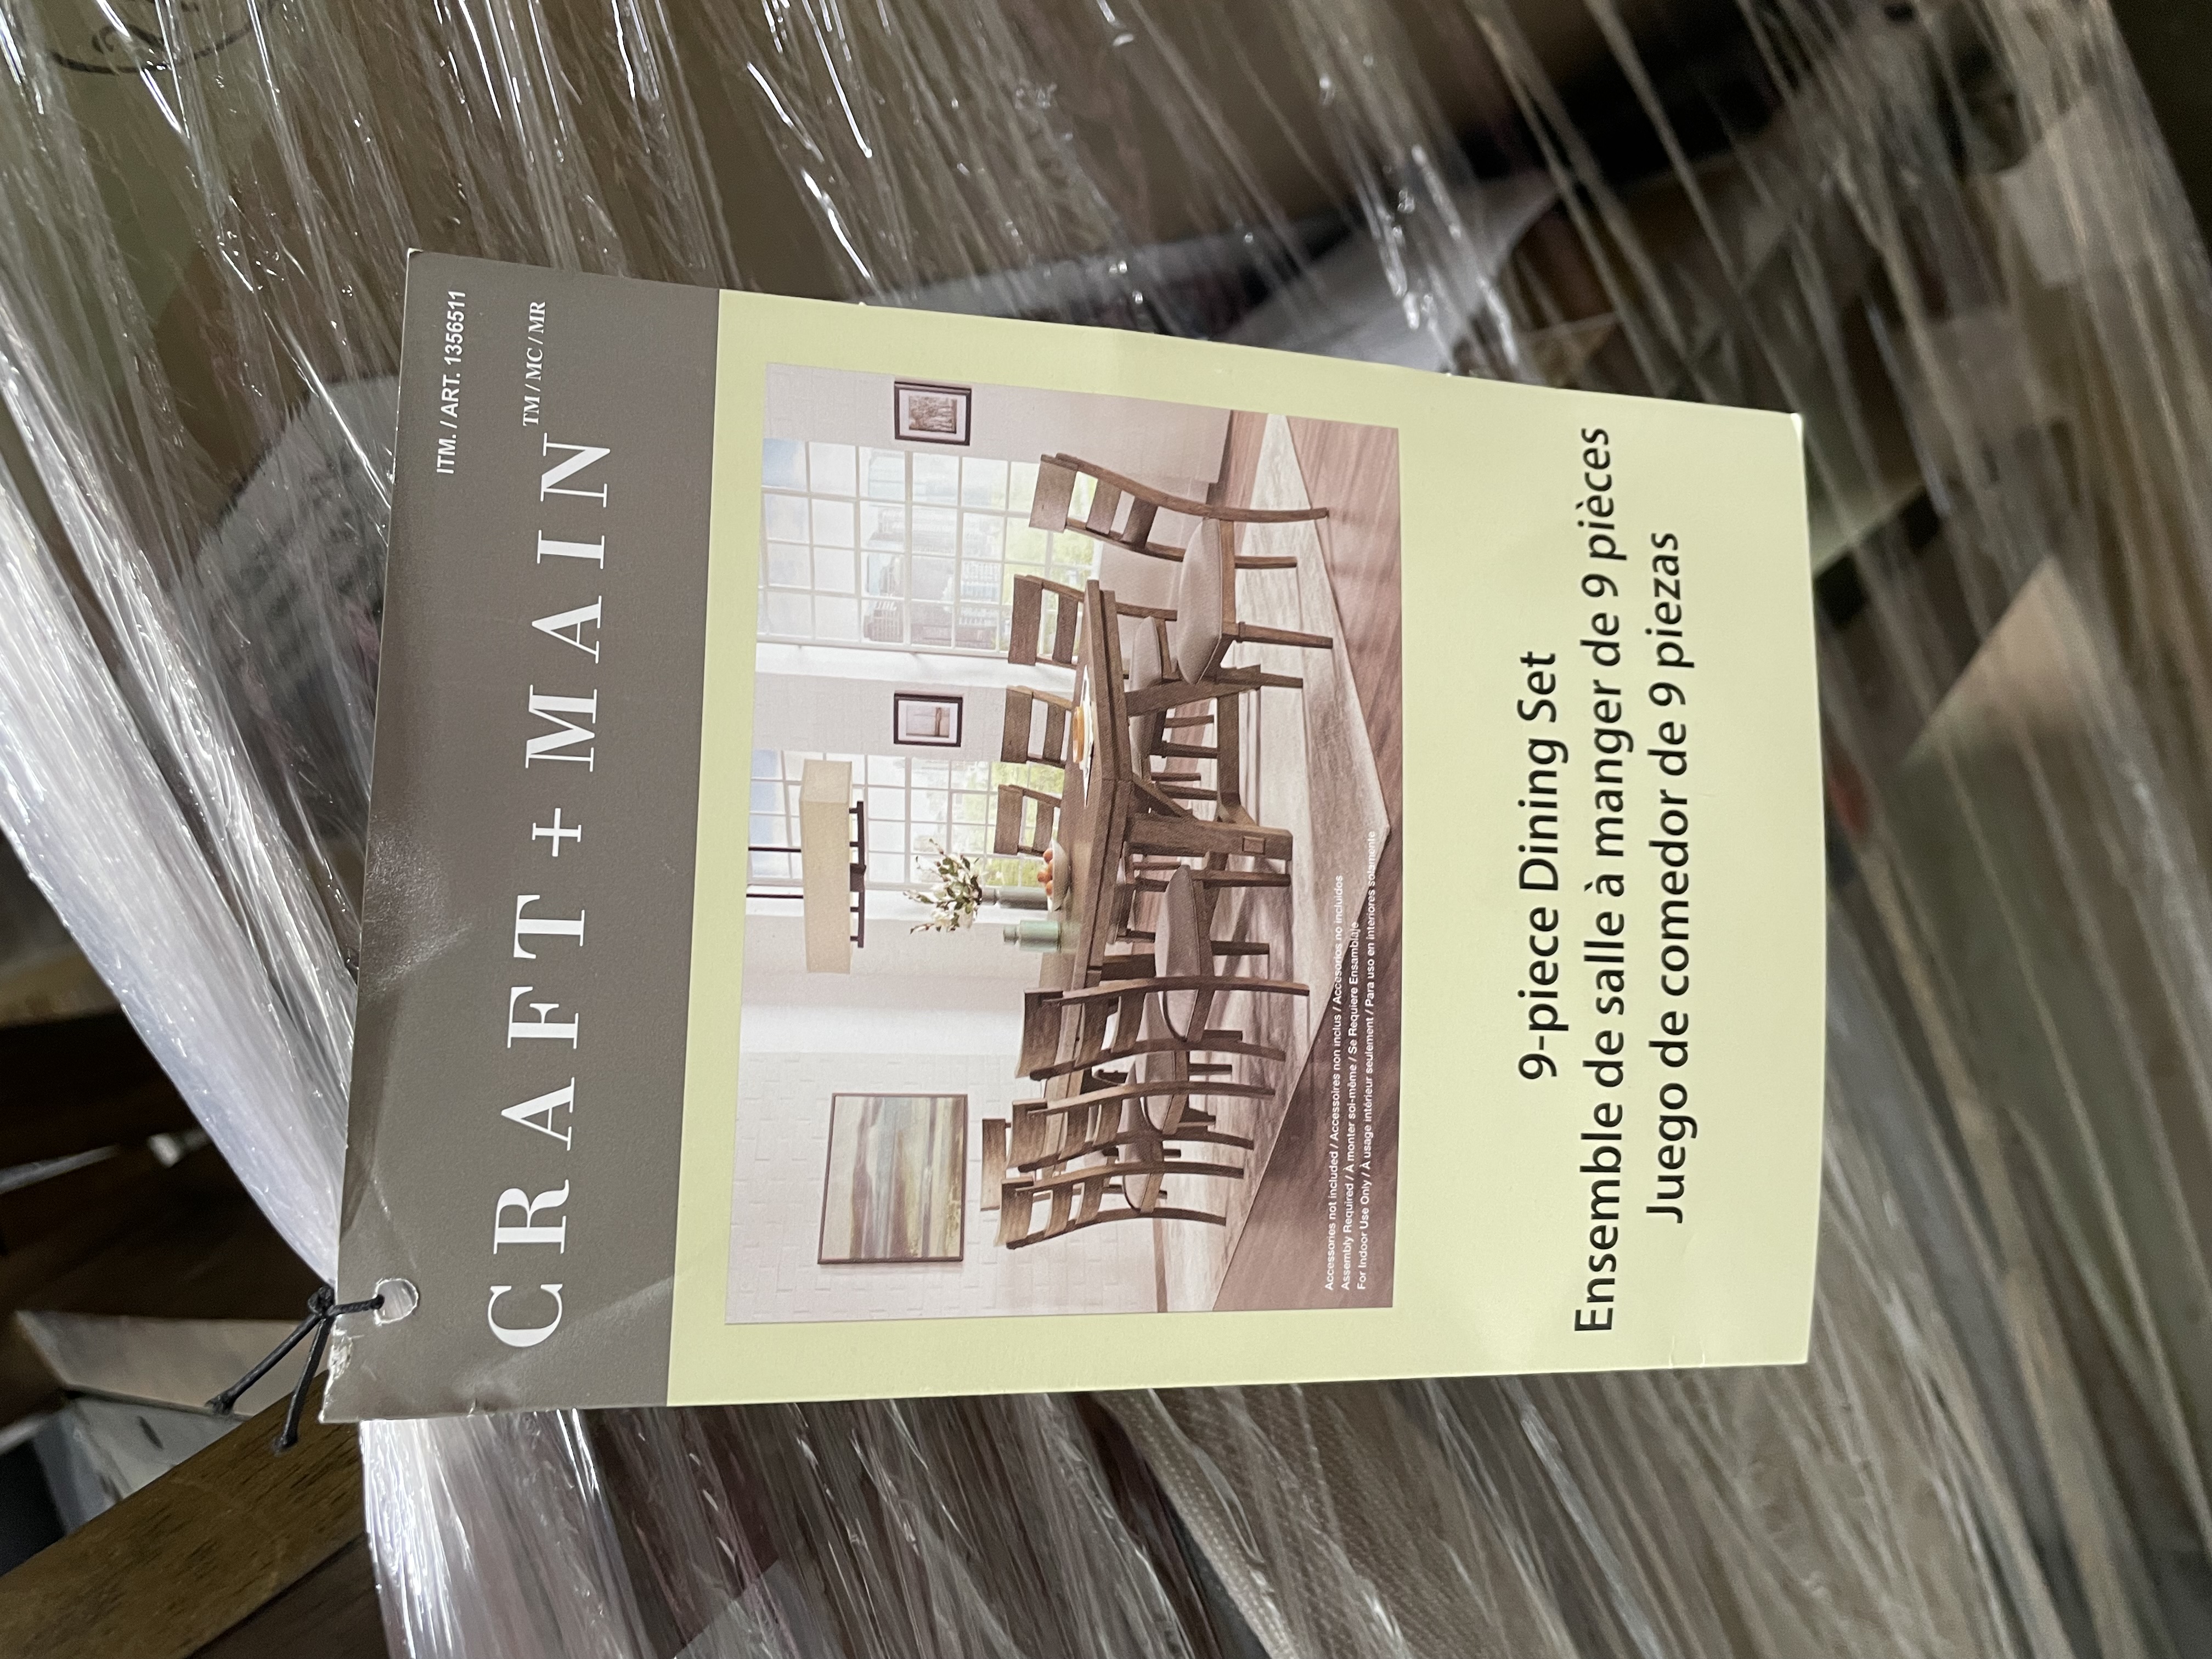 ITM. / ART. 1356511
CRAFT + MAIN TM / MC / MR
Accessories not included / Accessoires non inclus / Accesorios no incluidos
Assembly Required / À monter soi-même / Se Requiere Ensamblaje
For Indoor Use Only / À usage intérieur seulement / Para uso en interiores solamente
9-piece Dining Set
Ensemble de salle à manger de 9 pièces
Juego de comedor de 9 piezas